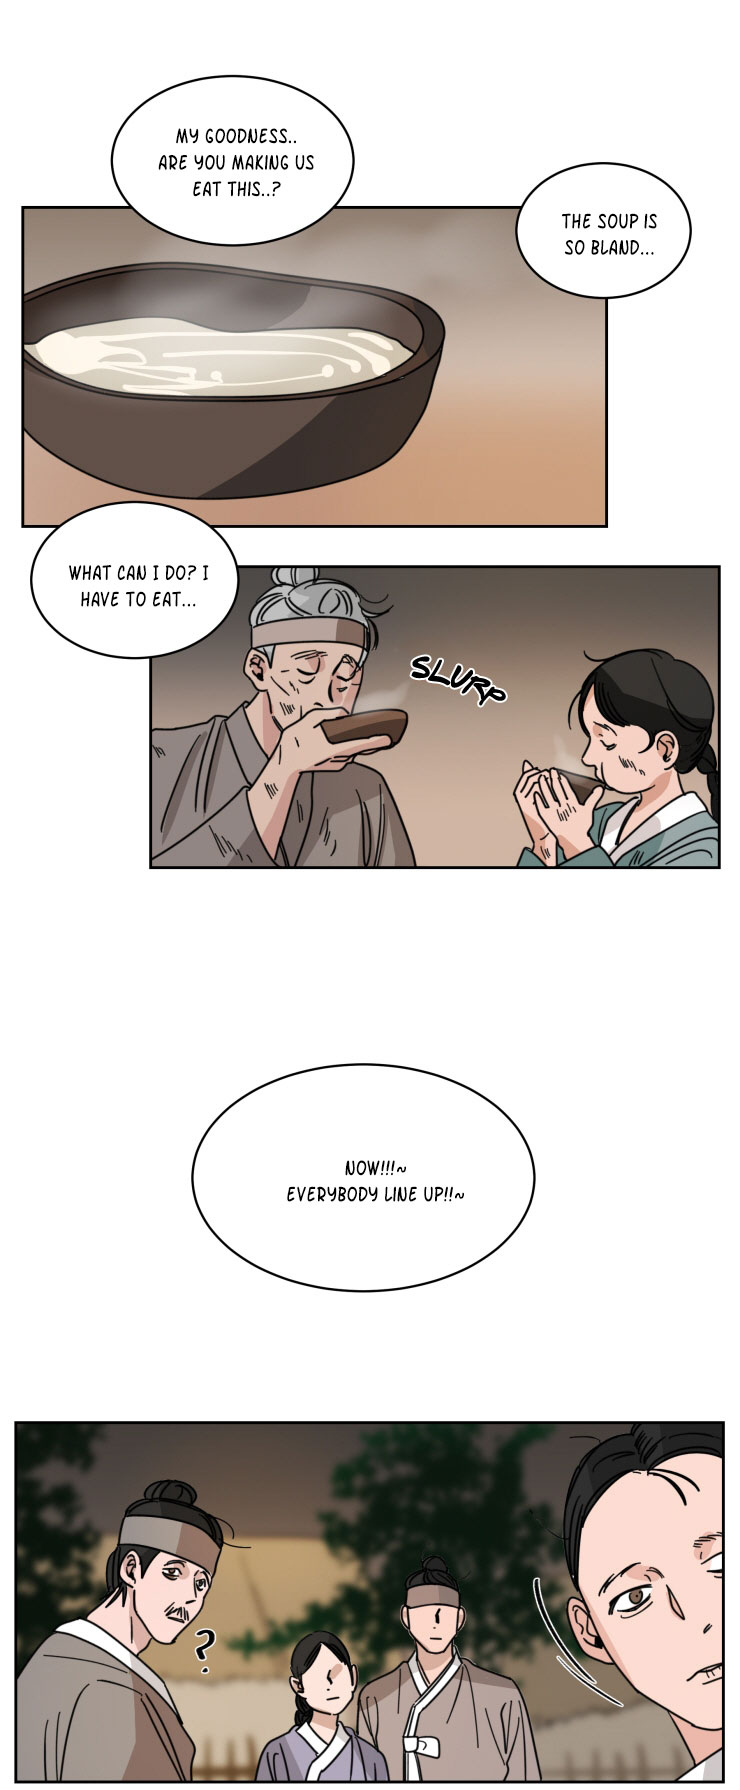 MY GOODNESS..
ARE YOU MAKING US
EAT THIS..?
THE SOUP IS
SO BLAND...
WHAT CAN I DO? I
HAVE TO EAT...
SLURP
NOW!!!~
EVERYBODY LINE UP!!~
?